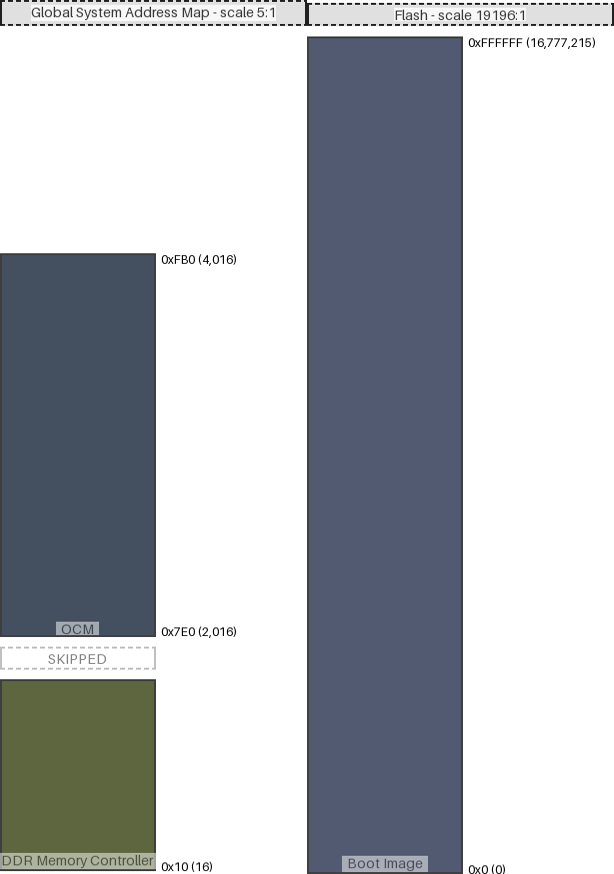 Global System Address Map - scale 5:1
Flash - scale 19196:1
0xFFFFFF (16,777,215)
0xFB0 (4,016)
OCM
0x7E0 (2,016)
SKIPPED
DDR Memory Controller
0x10 (16)
Boot Image
0x0 (0)